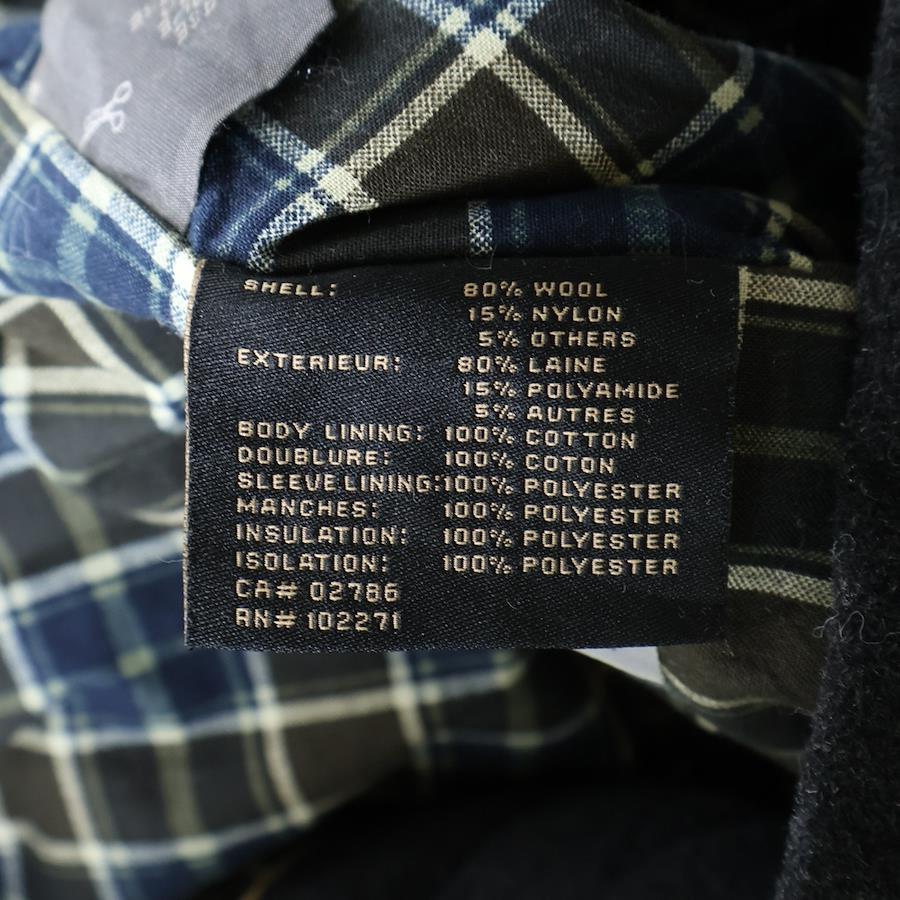 SHELL: 80% WOOL
15% NYLON
5% OTHERS
EXTERIEUR: 80% LAINE
15% POLYAMIDE
5% AUTRES
BODY LINING: 100% COTTON
DOUBLURE: 100% COTON
SLEEVE LINING: 100% POLYESTER
MANCHES: 100% POLYESTER
INSULATION: 100% POLYESTER
ISOLATION: 100% POLYESTER
CA# 02786
RN# 102271